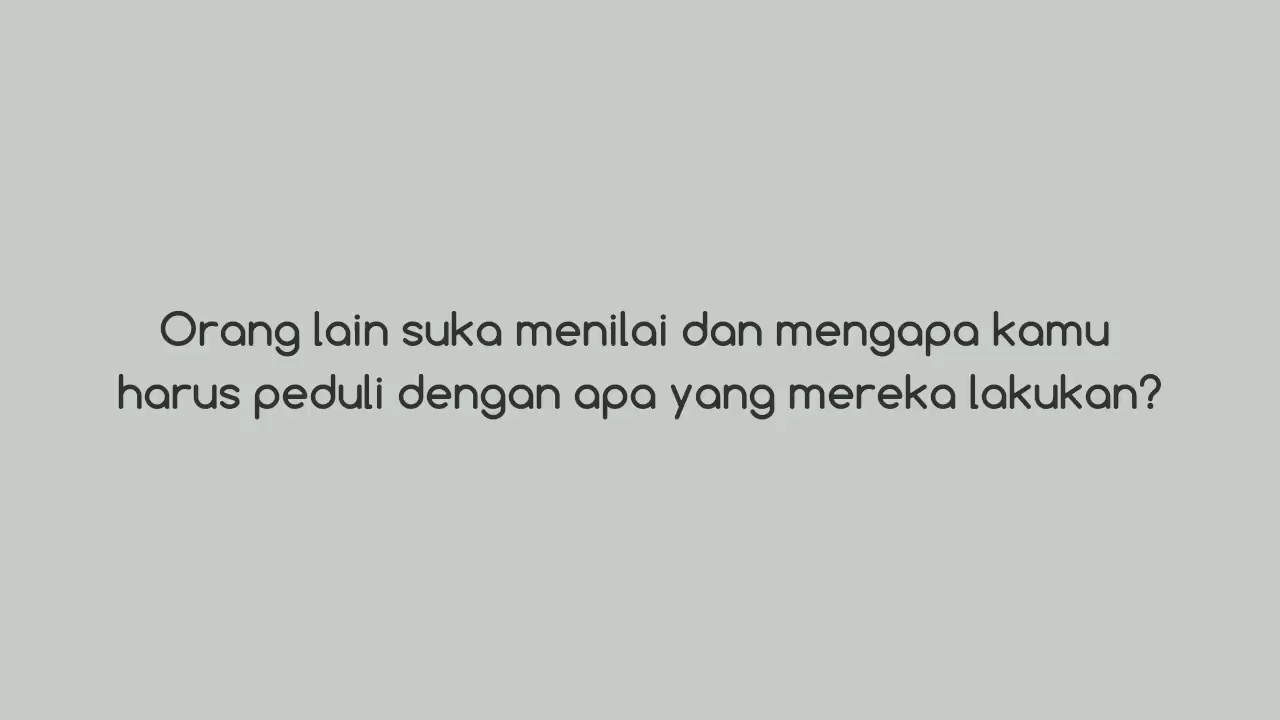 Orang lain suka menilai dan mengapa kamu
harus peduli dengan apa yang mereka lakukan?